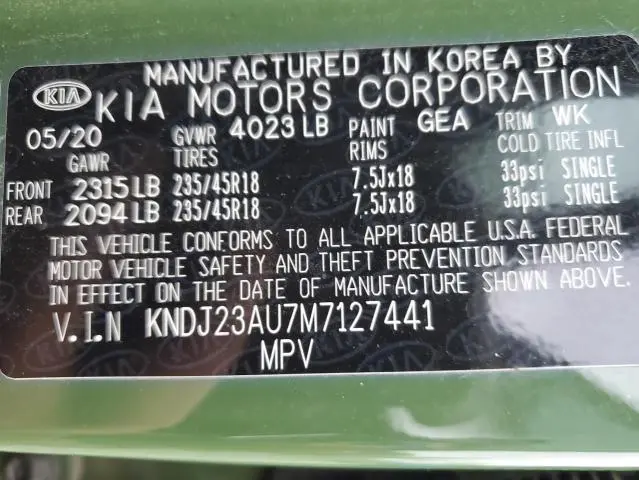 MANUFACTURED IN KOREA BY
KIA KIA MOTORS CORPORATION
05/20 GVWR 4023 LB PAINT GEA TRIM WK
GAWR TIRES RIMS COLD TIRE INFL
FRONT 2315 LB 235/45R18 7.5Jx18 33psi SINGLE
REAR 2094 LB 235/45R18 7.5Jx18 33psi SINGLE
THIS VEHICLE CONFORMS TO ALL APPLICABLE U.S.A. FEDERAL
MOTOR VEHICLE SAFETY AND THEFT PREVENTION STANDARDS
IN EFFECT ON THE DATE OF MANUFACTURE SHOWN ABOVE.
V.I.N KNDJ23AU7M7127441
MPV